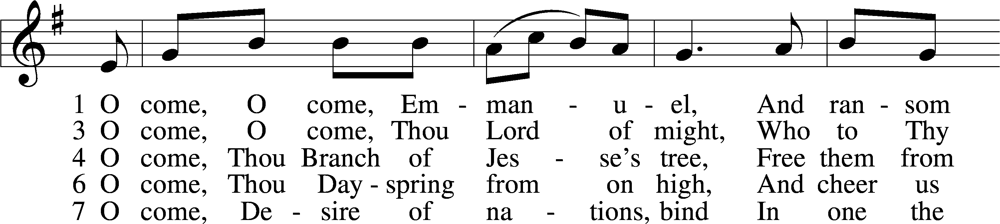 1 O come, O come, Em - man - u - el, And ran - som
3 O come, O come, Thou Lord of might, Who to Thy
4 O come, Thou Branch of Jes - se’s tree, Free them from
6 O come, Thou Day - spring from on high, And cheer us
7 O come, De - sire of na - tions, bind In one the